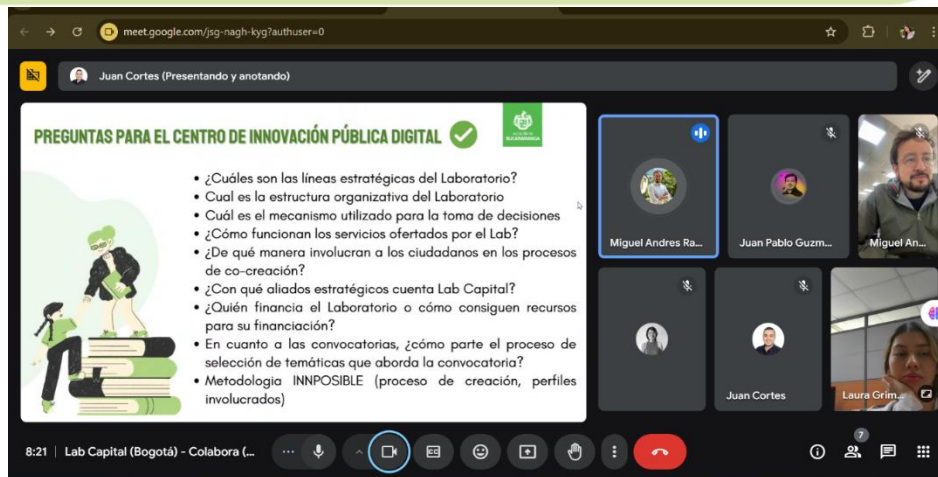 meet.google.com/jsg-nagh-kyg?authuser=0
Juan Cortes (Presentando y anotando)
PREGUNTAS PARA EL CENTRO DE INNOVACIÓN PÚBLICA DIGITAL
• ¿Cuáles son las líneas estratégicas del Laboratorio?
• Cual es la estructura organizativa del Laboratorio
• Cuál es el mecanismo utilizado para la toma de decisiones
• ¿Cómo funcionan los servicios ofertados por el Lab?
• ¿De qué manera involucran a los ciudadanos en los procesos
de co-creación?
• ¿Con qué aliados estratégicos cuenta Lab Capital?
• ¿Quién financia el Laboratorio o cómo consiguen recursos
para su financiación?
• En cuanto a las convocatorias, ¿cómo parte el proceso de
selección de temáticas que aborda la convocatoria?
• Metodologia INNPOSIBLE (proceso de creación, perfiles
involucrados)
Miguel Andres Ra...
Juan Pablo Guzm...
Miguel An...
Juan Cortes
Laura Grim...
8:21 | Lab Capital (Bogotá) - Colabora (...
CC
7